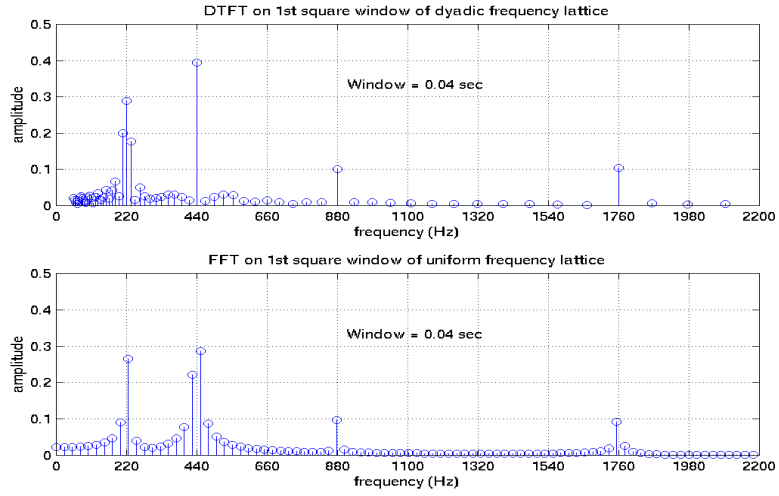 DTFT on 1st square window of dyadic frequency lattice
0.5
0.4
0.3
0.2
0.1
0
amplitude
Window = 0.04 sec
0 220 440 660 880 1100 1320 1540 1760 1980 2200
frequency (Hz)
FFT on 1st square window of uniform frequency lattice
0.5
0.4
0.3
0.2
0.1
0
amplitude
Window = 0.04 sec
0 220 440 660 880 1100 1320 1540 1760 1980 2200
frequency (Hz)